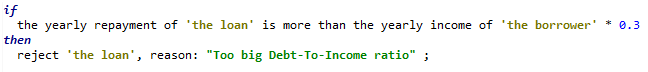 if
the yearly repayment of 'the loan' is more than the yearly income of 'the borrower' * 0.3
then
reject 'the loan', reason: "Too big Debt-To-Income ratio" ;